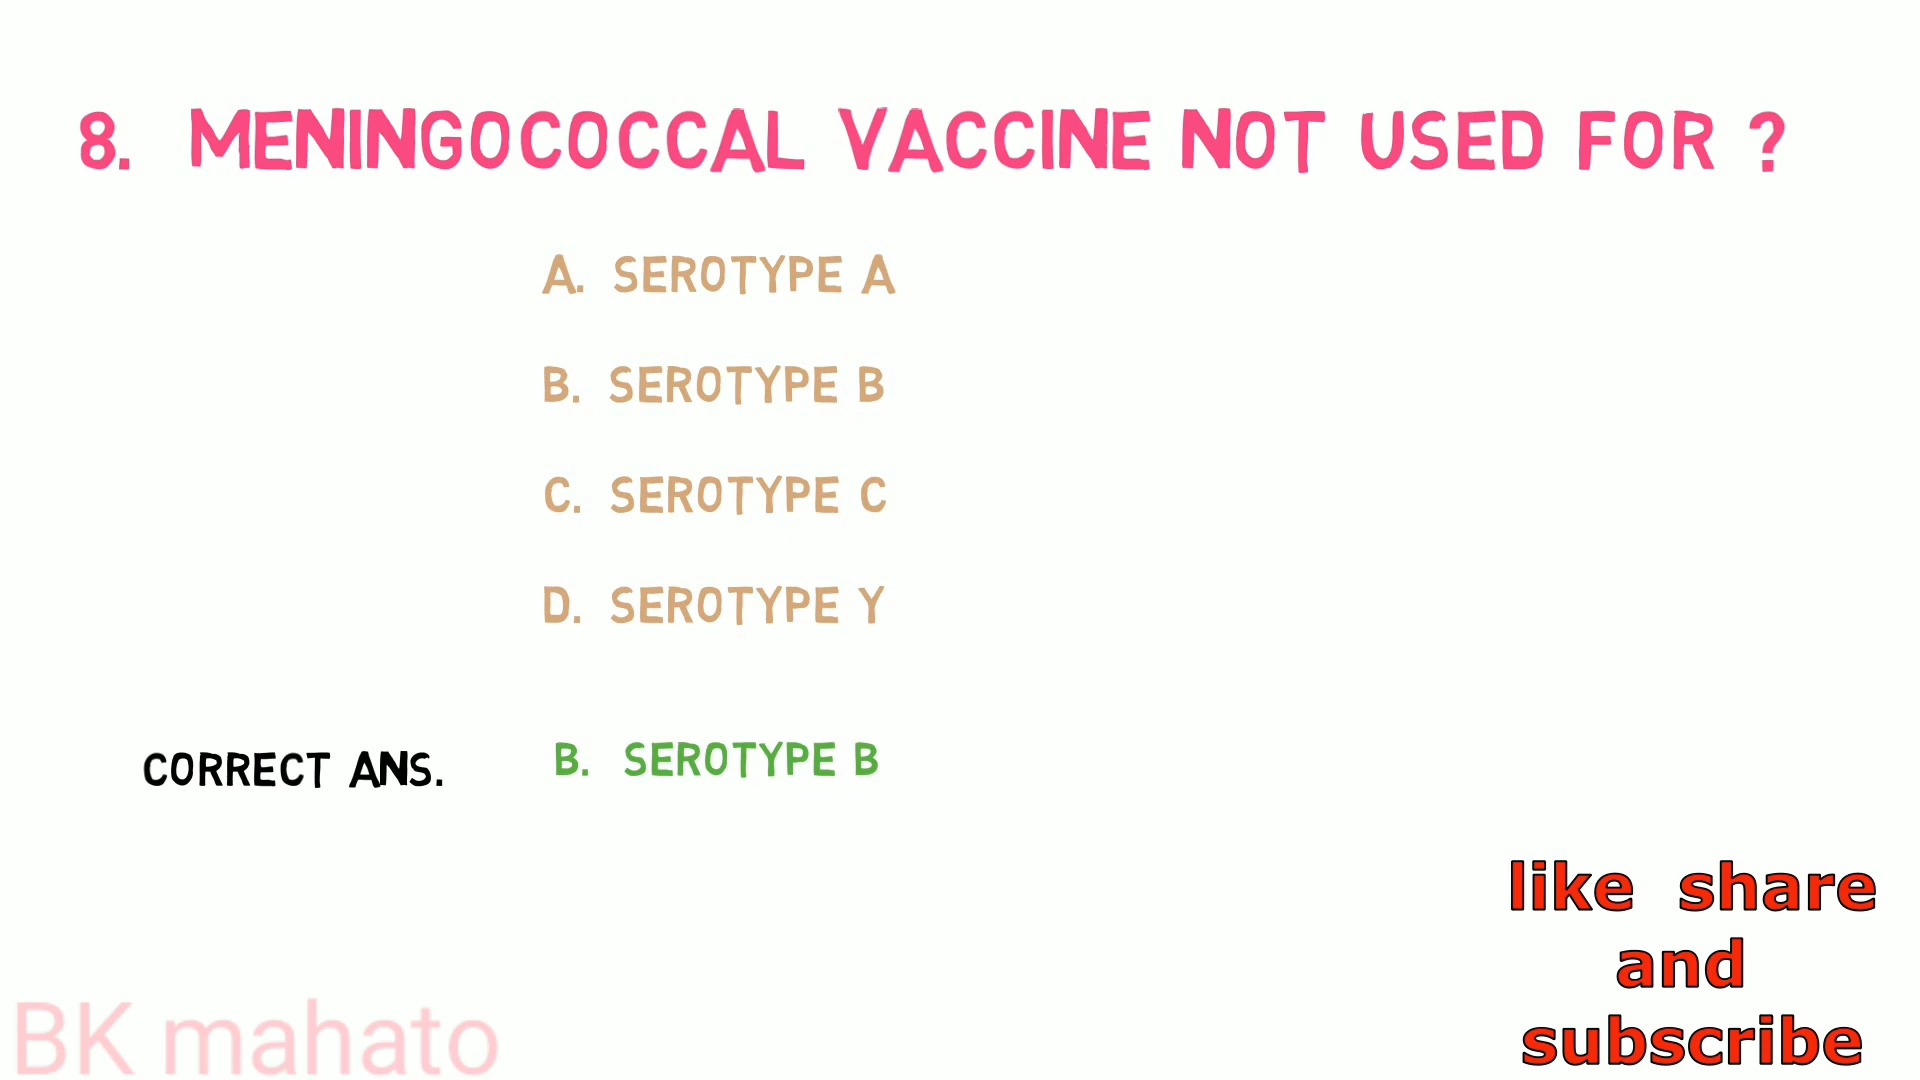 8. MENINGOCOCCAL VACCINE NOT USED FOR ?
A. SEROTYPE A
B. SEROTYPE B
C. SEROTYPE C
D. SEROTYPE Y
CORRECT ANS. B. SEROTYPE B
like share
and
subscribe
BK mahato